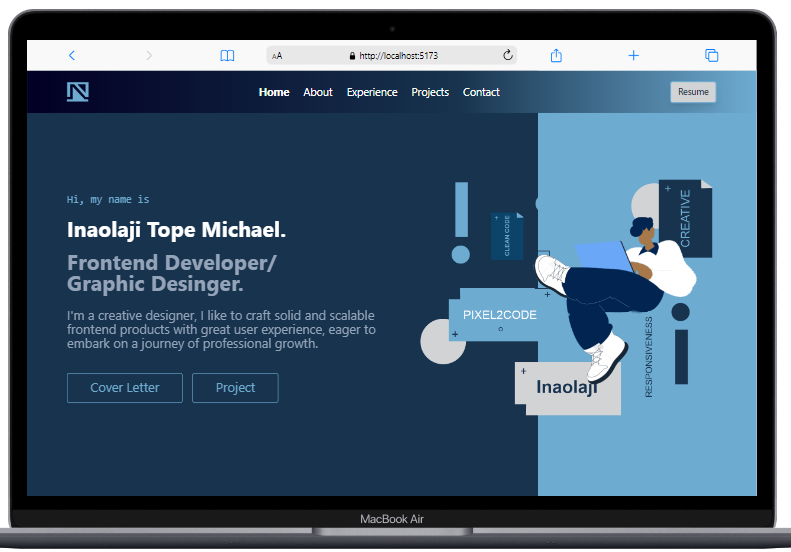 AA
http://localhost:5173
Home About Experience Projects Contact
Resume
Hi, my name is
Inaolaji Tope Michael.
Frontend Developer/
Graphic Desinger.
I'm a creative designer, I like to craft solid and scalable
frontend products with great user experience, eager to
embark on a journey of professional growth.
Cover Letter
Project
CLEAN CODE
CREATIVE
PIXEL2CODE
RESPONSIVENESS
Inaolaji
MacBook Air